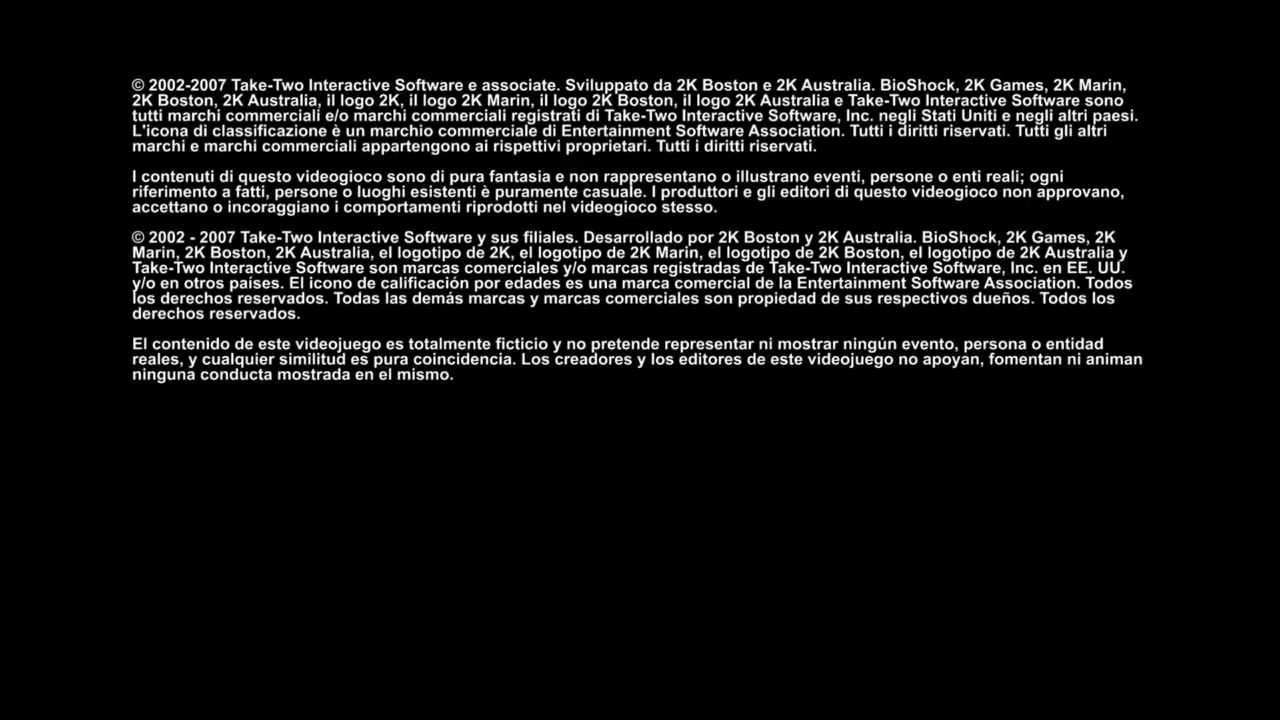 © 2002-2007 Take-Two Interactive Software e associate. Sviluppato da 2K Boston e 2K Australia. BioShock, 2K Games, 2K Marin,
2K Boston, 2K Australia, il logo 2K, il logo 2K Marin, il logo 2K Boston, il logo 2K Australia e Take-Two Interactive Software sono
tutti marchi commerciali e/o marchi commerciali registrati di Take-Two Interactive Software, Inc. negli Stati Uniti e negli altri paesi.
L'icona di classificazione è un marchio commerciale di Entertainment Software Association. Tutti i diritti riservati. Tutti gli altri
marchi e marchi commerciali appartengono ai rispettivi proprietari. Tutti i diritti riservati.
I contenuti di questo videogioco sono di pura fantasia e non rappresentano o illustrano eventi, persone o enti reali; ogni
riferimento a fatti, persone o luoghi esistenti è puramente casuale. I produttori e gli editori di questo videogioco non approvano,
accettano o incoraggiano i comportamenti riprodotti nel videogioco stesso.
© 2002 - 2007 Take-Two Interactive Software y sus filiales. Desarrollado por 2K Boston y 2K Australia. BioShock, 2K Games, 2K
Marin, 2K Boston, 2K Australia, el logotipo de 2K, el logotipo de 2K Marin, el logotipo de 2K Boston, el logotipo de 2K Australia y
Take-Two Interactive Software son marcas comerciales y/o marcas registradas de Take-Two Interactive Software, Inc. en EE. UU.
y/o en otros países. El icono de calificación por edades es una marca comercial de la Entertainment Software Association. Todos
los derechos reservados. Todas las demás marcas y marcas comerciales son propiedad de sus respectivos dueños. Todos los
derechos reservados.
El contenido de este videojuego es totalmente ficticio y no pretende representar ni mostrar ningún evento, persona o entidad
reales, y cualquier similitud es pura coincidencia. Los creadores y los editores de este videojuego no apoyan, fomentan ni animan
ninguna conducta mostrada en el mismo.